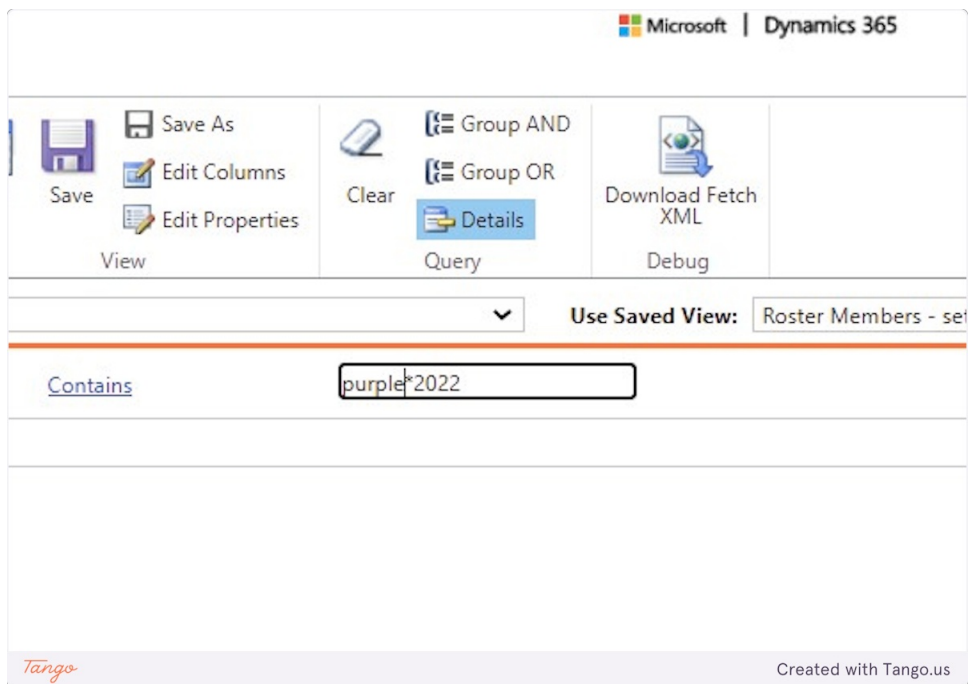 Microsoft | Dynamics 365
Save
Save As
Edit Columns
Edit Properties
View
Clear
Group AND
Group OR
Details
Query
Download Fetch
XML
Debug
Use Saved View: Roster Members - se
Contains purple*2022
Tango Created with Tango.us